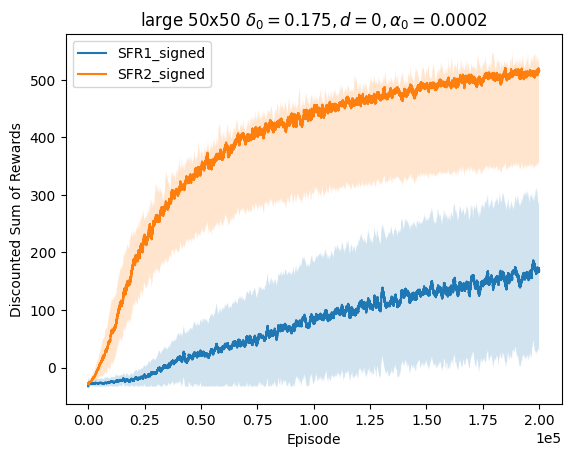 large 50x50 $\delta_0 = 0.175, d = 0, \alpha_0 = 0.0002$
SFR1_signed
SFR2_signed
Discounted Sum of Rewards
500
400
300
200
100
0
0.00 0.25 0.50 0.75 1.00 1.25 1.50 1.75 2.00
1e5
Episode